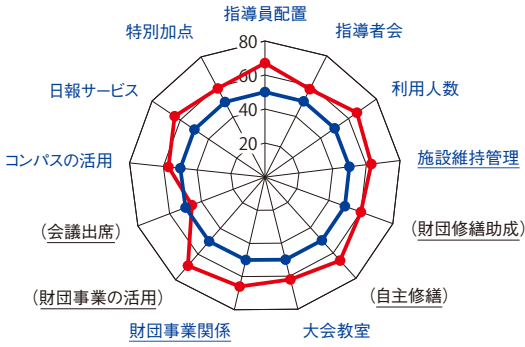 指導員配置
特別加点
指導者会
80
60
日報サービス
利用人数
40
20
コンパスの活用
施設維持管理
（会議出席）
（財団修繕助成）
（財団事業の活用）
（自主修繕）
財団事業関係
大会教室